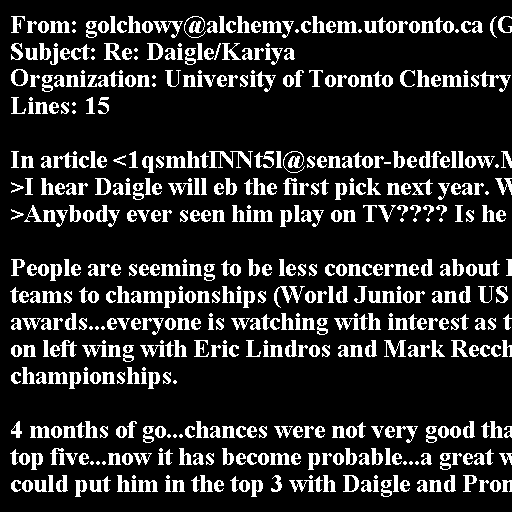 From: golchowy@alchemy.chem.utoronto.ca (G
Subject: Re: Daigle/Kariya
Organization: University of Toronto Chemistry
Lines: 15

In article <1qsmhtINNt5l@senator-bedfellow.M
>I hear Daigle will eb the first pick next year. W
>Anybody ever seen him play on TV???? Is he

People are seeming to be less concerned about
teams to championships (World Junior and US
awards...everyone is watching with interest as t
on left wing with Eric Lindros and Mark Recch
championships.

4 months of go...chances were not very good tha
top five...now it has become probable...a great w
could put him in the top 3 with Daigle and Pron